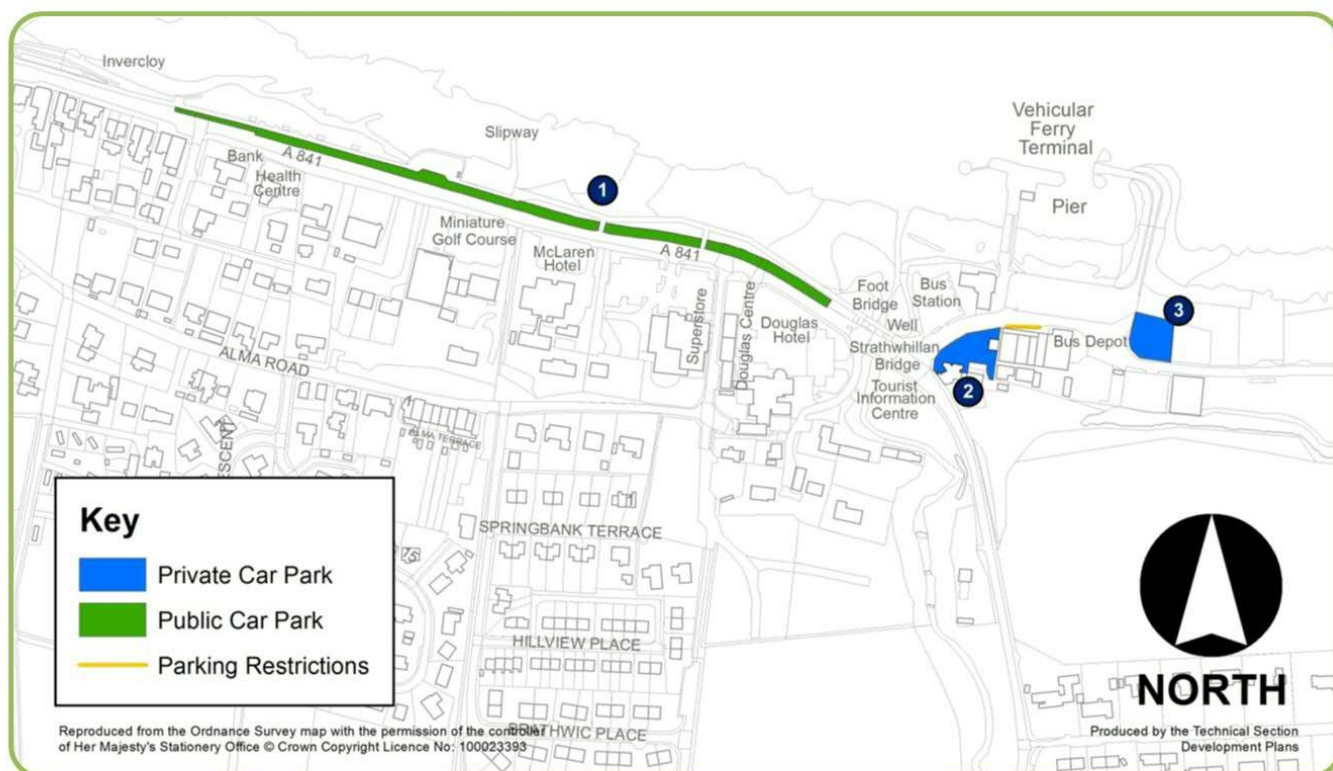 Invercloy
Slipway
Vehicular
Ferry
Terminal
Pier
1
Bank
A 841
Health
Centre
Miniature
Golf Course
McLaren
Hotel
A 841
Superstore
Douglas Centre
Douglas
Hotel
Foot
Bridge
Bus
Station
Well
Strathwhillan
Bridge
Tourist
Information
Centre
Bus Depot
3
2
ALMA ROAD
ALMA TERRACE
SPRINGBANK TERRACE
HILLVIEW PLACE
BRATHWIC PLACE
Key
Private Car Park
Public Car Park
Parking Restrictions
NORTH
Reproduced from the Ordnance Survey map with the permission of the controller
of Her Majesty's Stationery Office © Crown Copyright Licence No: 100023393
Produced by the Technical Section
Development Plans